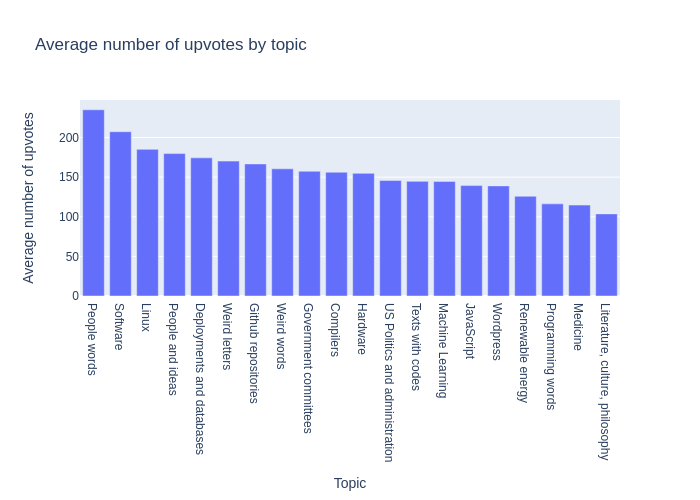 Average number of upvotes by topic
Average number of upvotes
200
150
100
50
0
People words
Software
Linux
People and ideas
Deployments and databases
Weird letters
Github repositories
Weird words
Government committees
Compilers
Hardware
US Politics and administration
Texts with codes
Machine Learning
JavaScript
Wordpress
Renewable energy
Programming words
Medicine
Literature, culture, philosophy
Topic